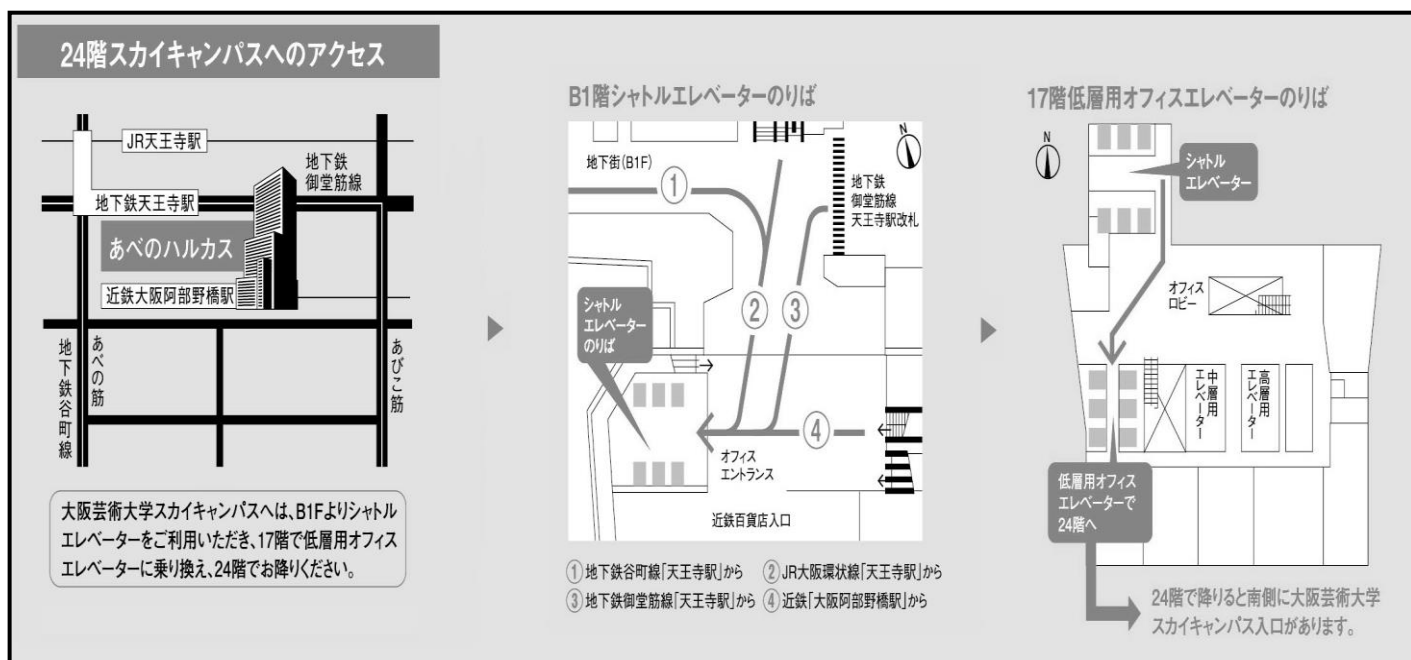 24階スカイキャンパスへのアクセス
JR天王寺駅
地下鉄
御堂筋線
地下鉄天王寺駅
あべのハルカス
近鉄大阪阿部野橋駅
地下鉄谷町線
あべの筋
あびこ筋
大阪芸術大学スカイキャンパスへは、B1Fよりシャトル
エレベーターをご利用いただき、17階で低層用オフィス
エレベーターに乗り換え、24階でお降りください。
B1階シャトルエレベーターのりば
N
地下街(B1F)
①
地下鉄
御堂筋線
天王寺駅改札
シャトル
エレベーター
のりば
②
③
④
オフィス
エントランス
近鉄百貨店入口
①地下鉄谷町線「天王寺駅」から ②JR大阪環状線「天王寺駅」から
③地下鉄御堂筋線「天王寺駅」から ④近鉄「大阪阿部野橋駅」から
17階低層用オフィスエレベーターのりば
N
シャトル
エレベーター
オフィス
ロビー
中層用
エレベーター
高層用
エレベーター
低層用オフィス
エレベーターで
24階へ
24階で降りると南側に大阪芸術大学
スカイキャンパス入口があります。